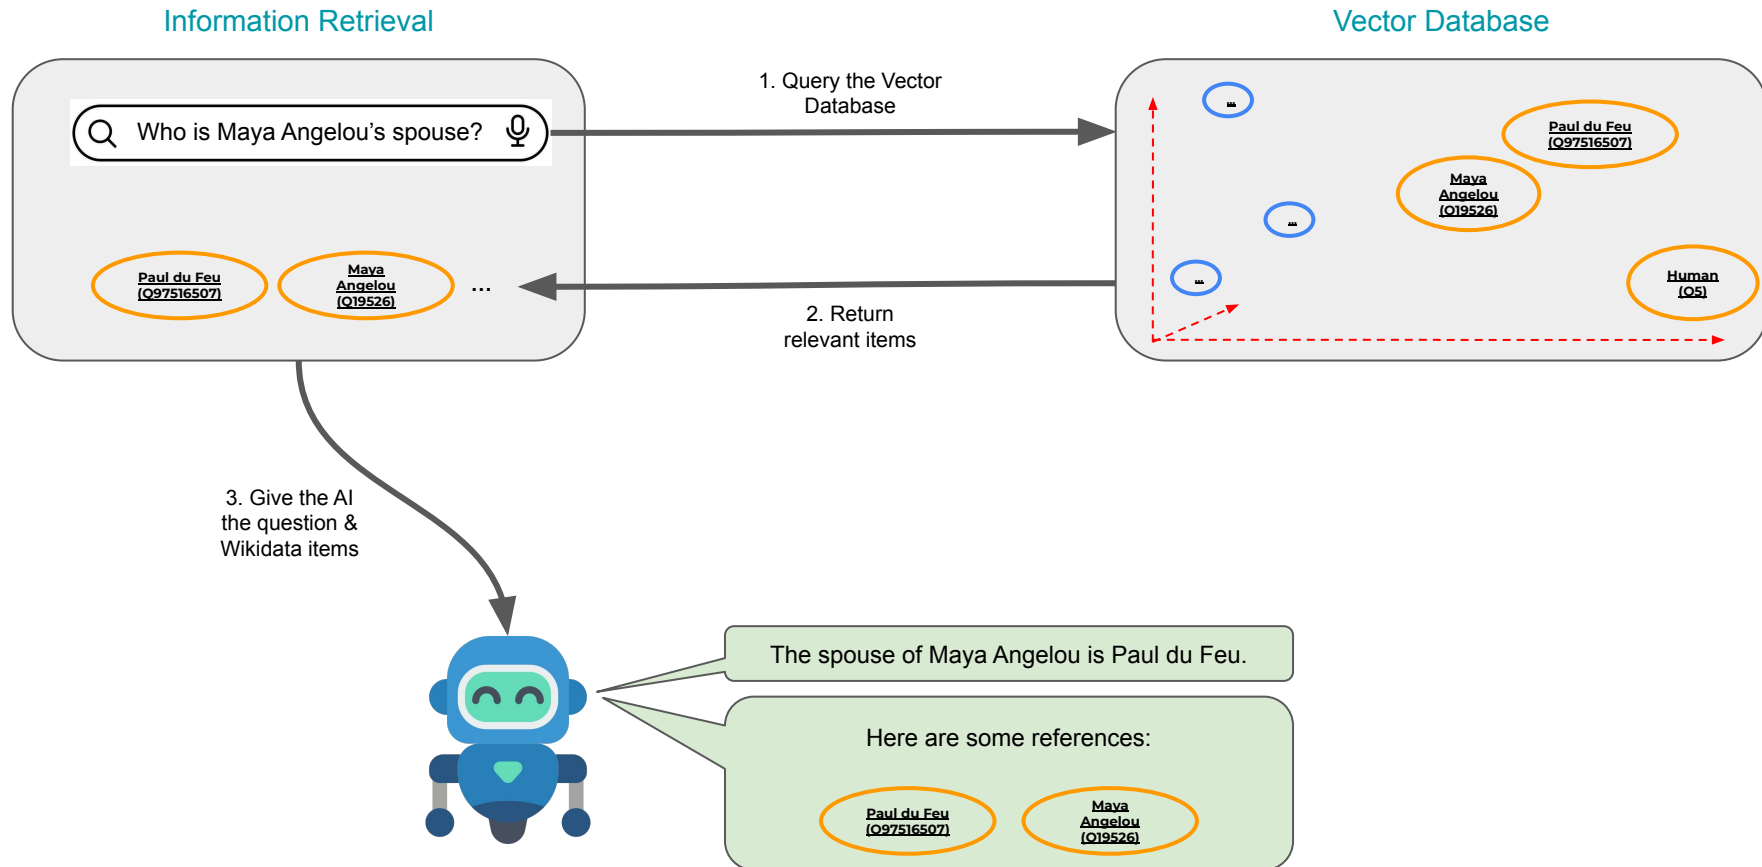 Information Retrieval
Vector Database
1. Query the Vector
Database
Who is Maya Angelou's spouse?
...
Paul du Feu
(Q97516507)
Maya
Angelou
(Q19526)
...
...
Human
(Q5)
Paul du Feu
(Q97516507)
Maya
Angelou
(Q19526)
...
2. Return
relevant items
3. Give the AI
the question &
Wikidata items
The spouse of Maya Angelou is Paul du Feu.
Here are some references:
Paul du Feu
(Q97516507)
Maya
Angelou
(Q19526)